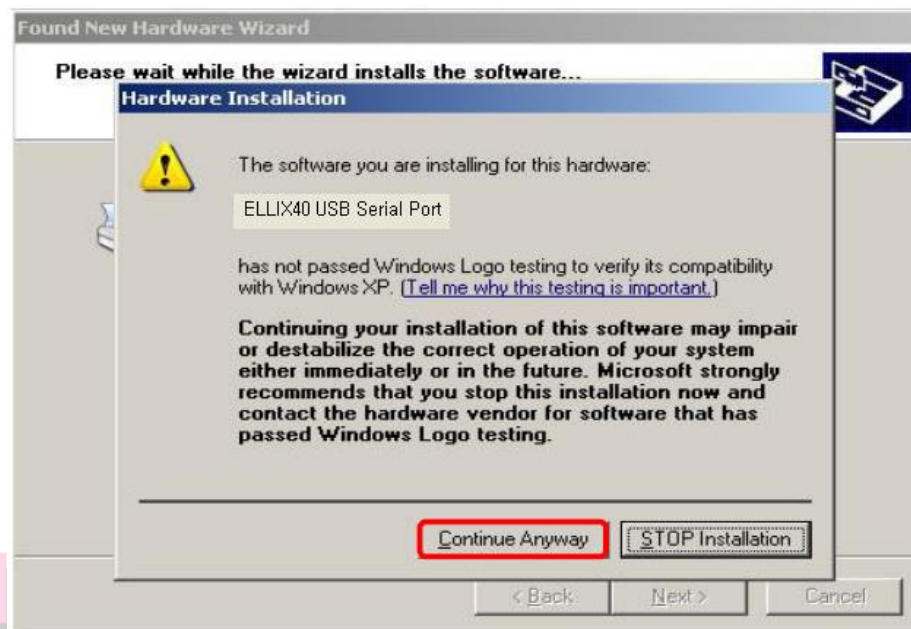 Found New Hardware Wizard
Please wait while the wizard installs the software...
Hardware Installation
The software you are installing for this hardware:
ELLIX40 USB Serial Port
has not passed Windows Logo testing to verify its compatibility
with Windows XP. (Tell me why this testing is important.)
Continuing your installation of this software may impair
or destabilize the correct operation of your system
either immediately or in the future. Microsoft strongly
recommends that you stop this installation now and
contact the hardware vendor for software that has
passed Windows Logo testing.
Continue Anyway STOP Installation
< Back Next > Cancel